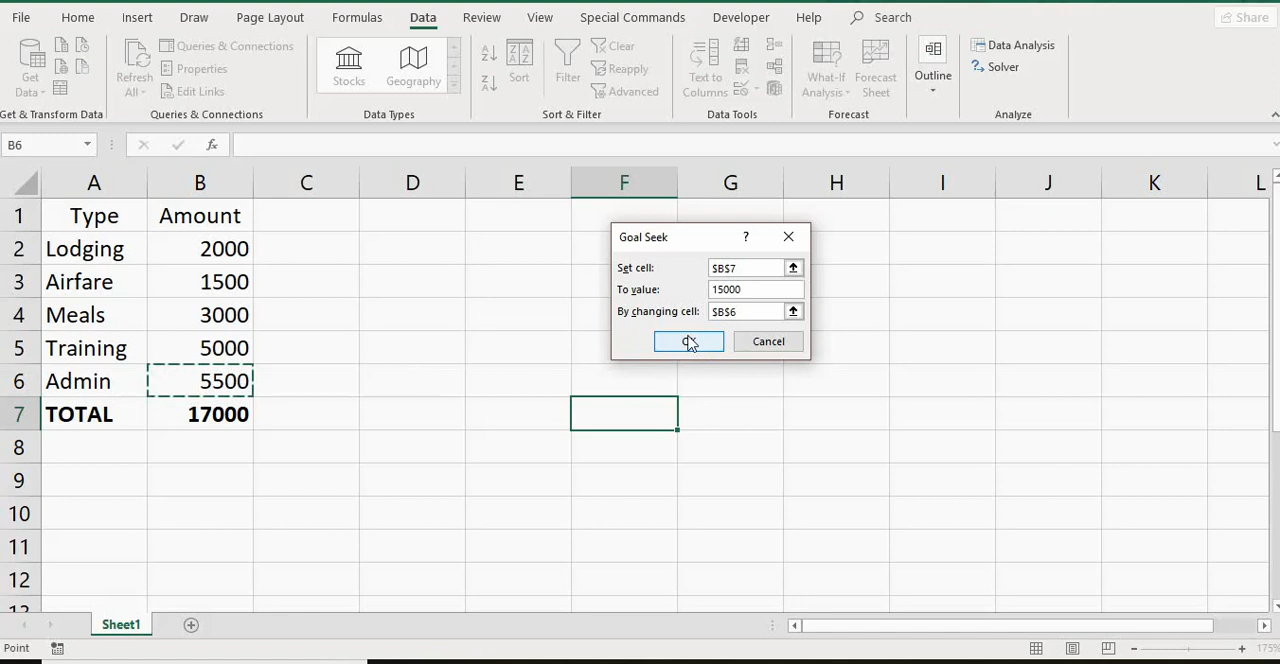 File Home Insert Draw Page Layout Formulas Data Review View Special Commands Developer Help Search Share
Get Data
Refresh All
Queries & Connections
Properties
Edit Links
Stocks Geography
Sort
Filter
Clear
Reapply
Advanced
Text to Columns
What-If Analysis
Forecast Sheet
Outline
Data Analysis
Solver
Get & Transform Data Queries & Connections Data Types Sort & Filter Data Tools Forecast Analyze
B6 fx
A B C D E F G H I J K L
1 Type Amount
2 Lodging 2000
3 Airfare 1500
4 Meals 3000
5 Training 5000
6 Admin 5500
7 TOTAL 17000
8
9
10
11
12
13
Goal Seek ?
Set cell: $B$7
To value: 15000
By changing cell: $B$6
Cancel
Sheet1
Point 175%